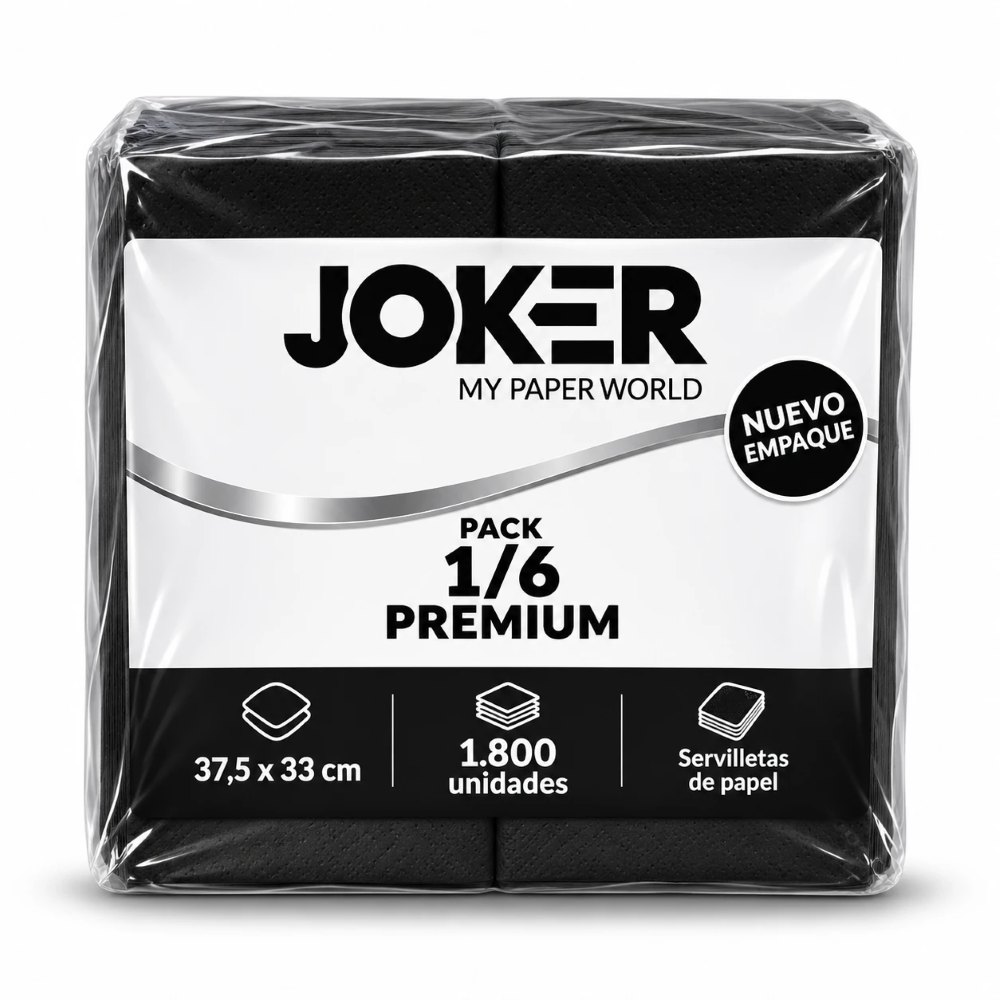 JOKER
MY PAPER WORLD
NUEVO
EMPAQUE
PACK
1/6
PREMIUM
37,5 x 33 cm
1.800
unidades
Servilletas
de papel